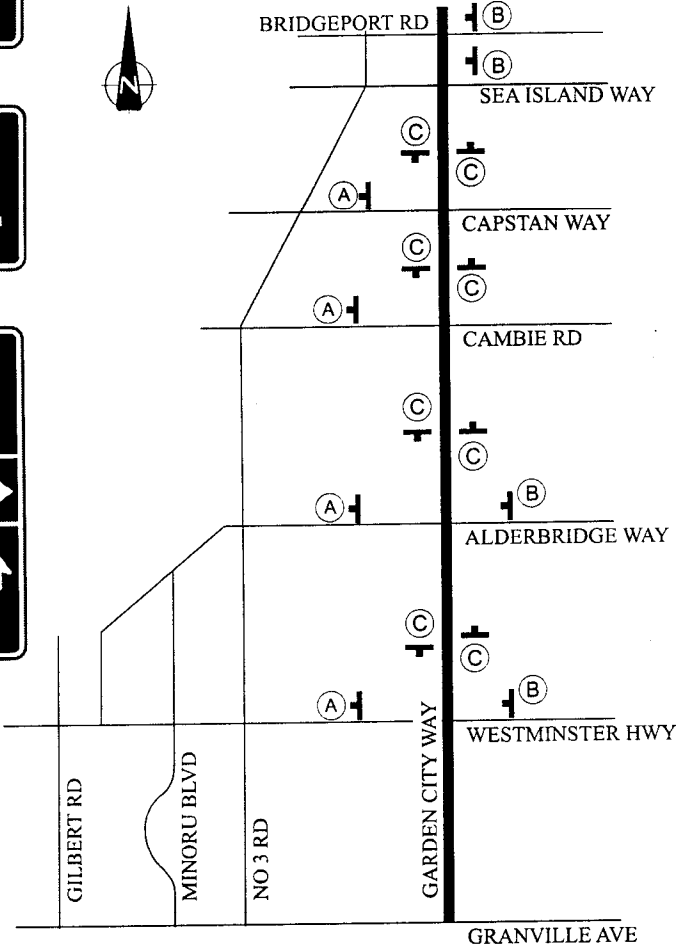 BRIDGEPORT RD
B
B
SEA ISLAND WAY
N
C
C
A
CAPSTAN WAY
C
C
A
CAMBIE RD
C
C
A
B
ALDERBRIDGE WAY
C
C
A
B
WESTMINSTER HWY
GILBERT RD
MINORU BLVD
NO 3 RD
GARDEN CITY WAY
GRANVILLE AVE